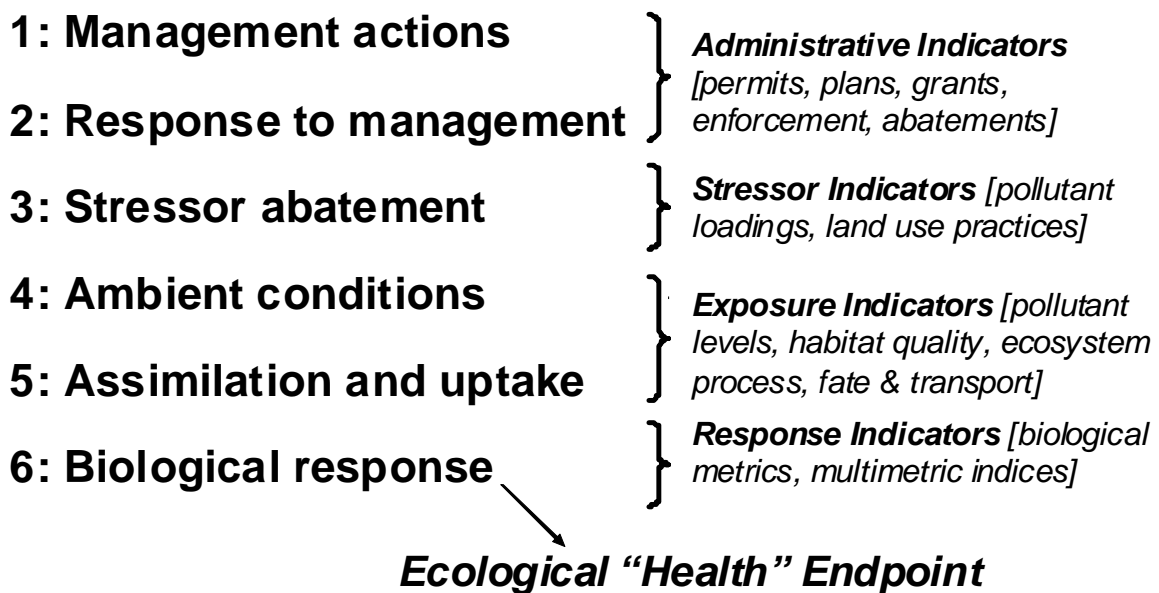 1: Management actions
2: Response to management
Administrative Indicators
[permits, plans, grants,
enforcement, abatements]
3: Stressor abatement
Stressor Indicators [pollutant
loadings, land use practices]
4: Ambient conditions
5: Assimilation and uptake
Exposure Indicators [pollutant
levels, habitat quality, ecosystem
process, fate & transport]
6: Biological response
Response Indicators [biological
metrics, multimetric indices]
Ecological “Health” Endpoint